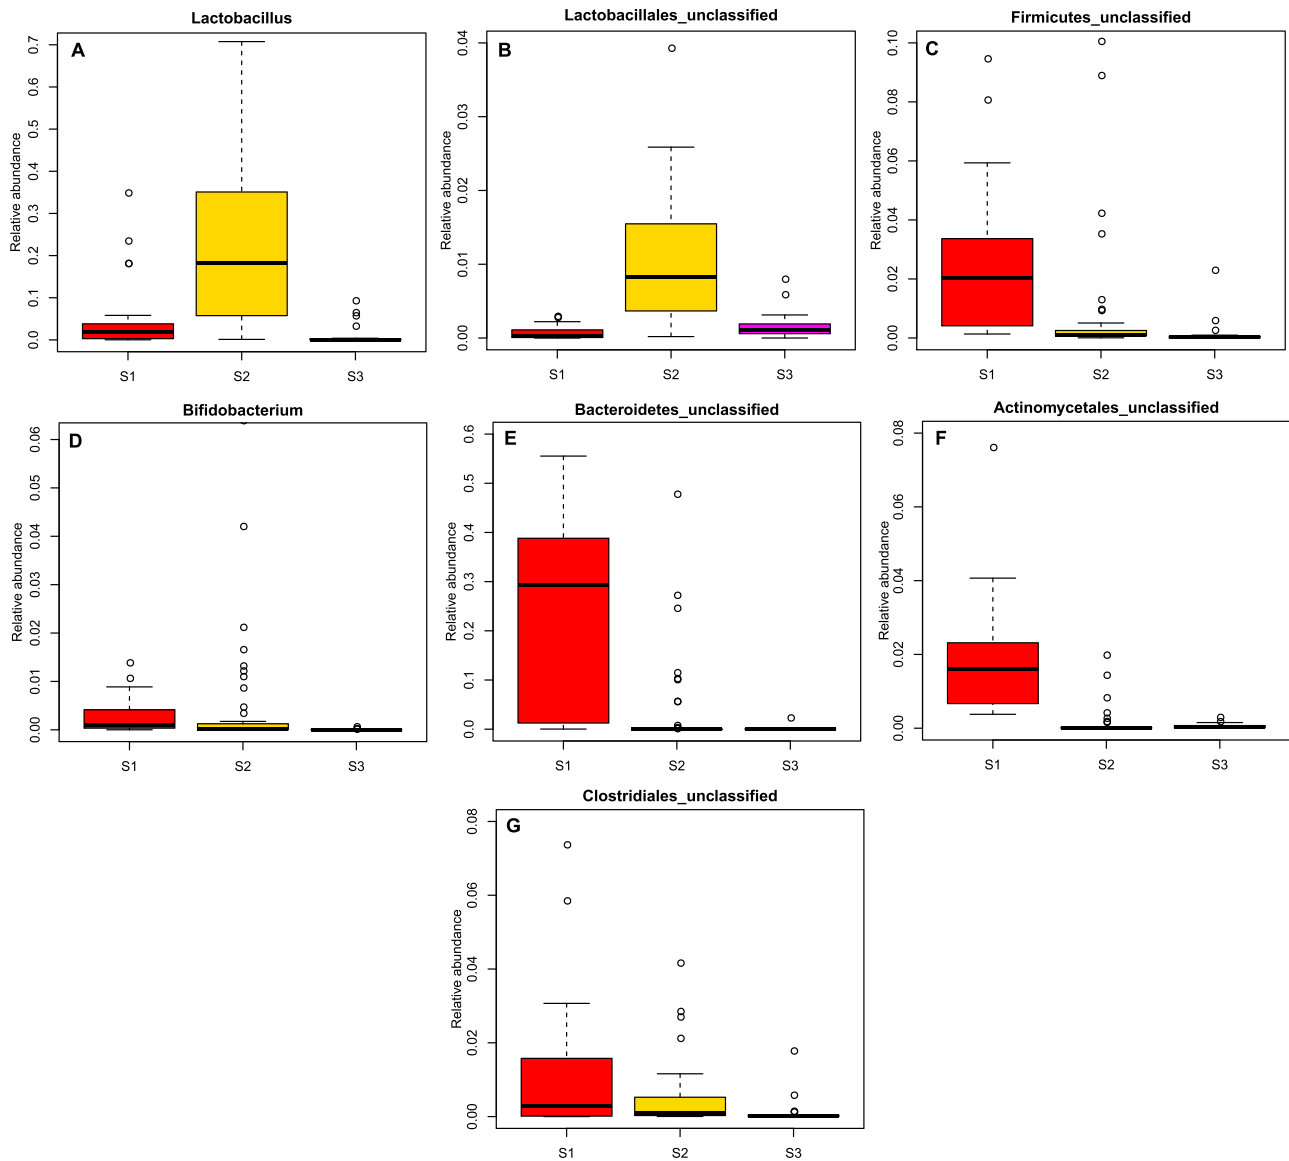 Lactobacillus
A
Relative abundance
0.0 0.1 0.2 0.3 0.4 0.5 0.6 0.7
S1 S2 S3
Lactobacillales_unclassified
B
Relative abundance
0.00 0.01 0.02 0.03 0.04
S1 S2 S3
Firmicutes_unclassified
C
Relative abundance
0.00 0.02 0.04 0.06 0.08 0.10
S1 S2 S3
Bifidobacterium
D
Relative abundance
0.00 0.01 0.02 0.03 0.04 0.05 0.06
S1 S2 S3
Bacteroidetes_unclassified
E
Relative abundance
0.0 0.1 0.2 0.3 0.4 0.5 0.6
S1 S2 S3
Actinomycetales_unclassified
F
Relative abundance
0.00 0.02 0.04 0.06 0.08
S1 S2 S3
Clostridiales_unclassified
G
Relative abundance
0.00 0.02 0.04 0.06 0.08
S1 S2 S3